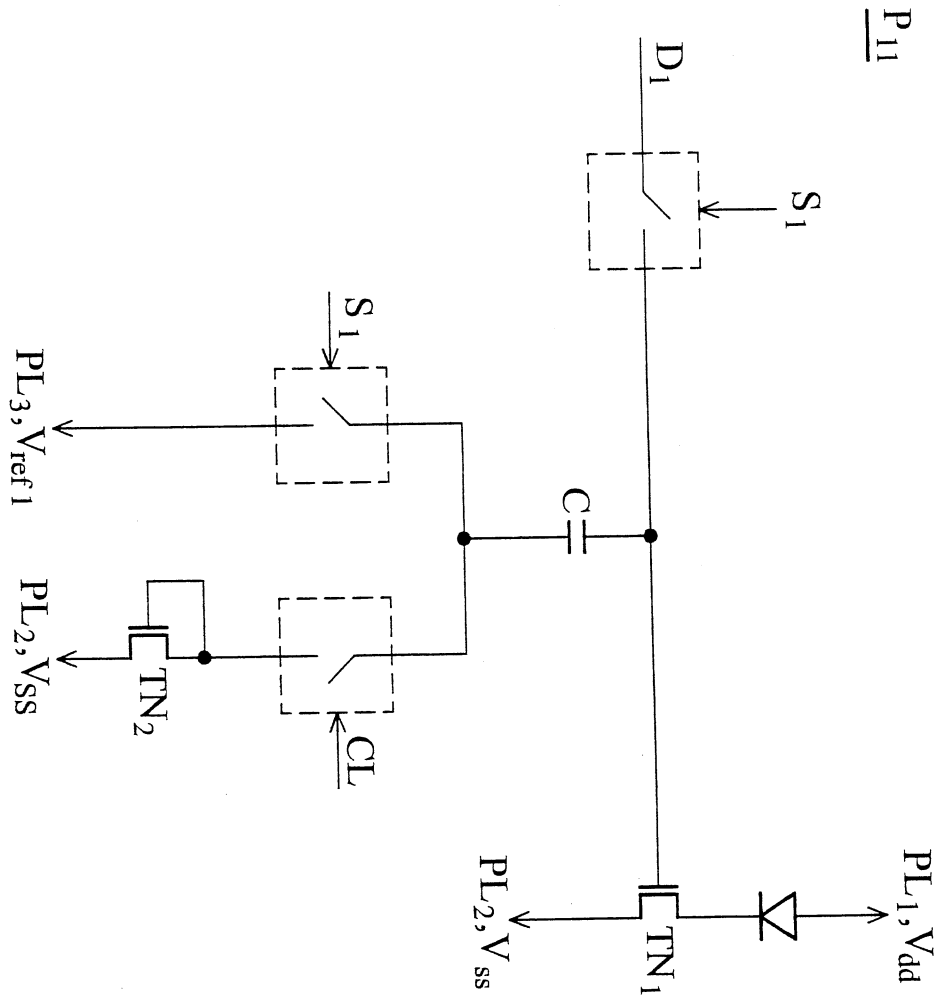 P11
D1
S1
S1
PL3, Vref 1
C
PL2, VSS
TN2
CL
PL2, Vss
TN1
PL1, Vdd